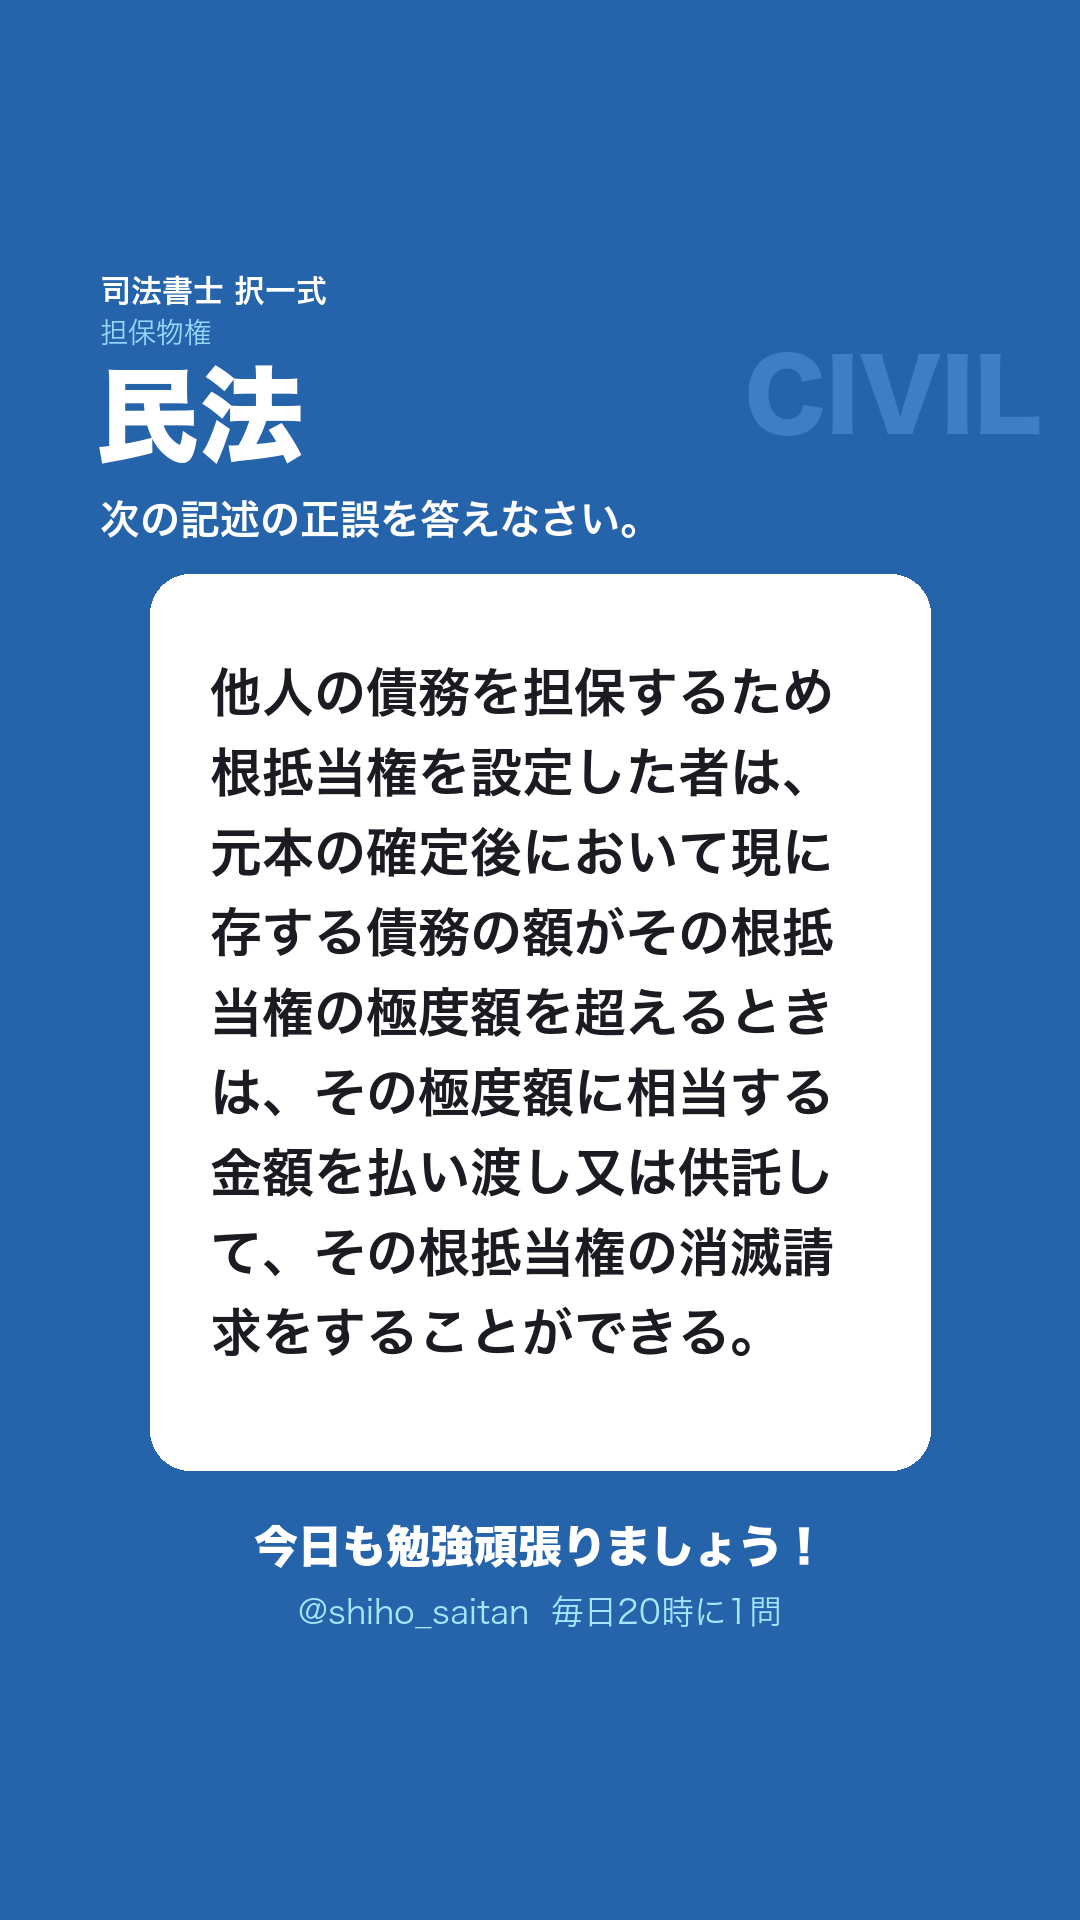 司法書士 択一式
担保物権
民法
CIVIL
次の記述の正誤を答えなさい。
他人の債務を担保するため
根抵当権を設定した者は、
元本の確定後において現に
存する債務の額がその根抵
当権の極度額を超えるとき
は、その極度額に相当する
金額を払い渡し又は供託し
て、その根抵当権の消滅請
求をすることができる。
今日も勉強頑張りましょう！
@shiho_saitan 毎日20時に1問